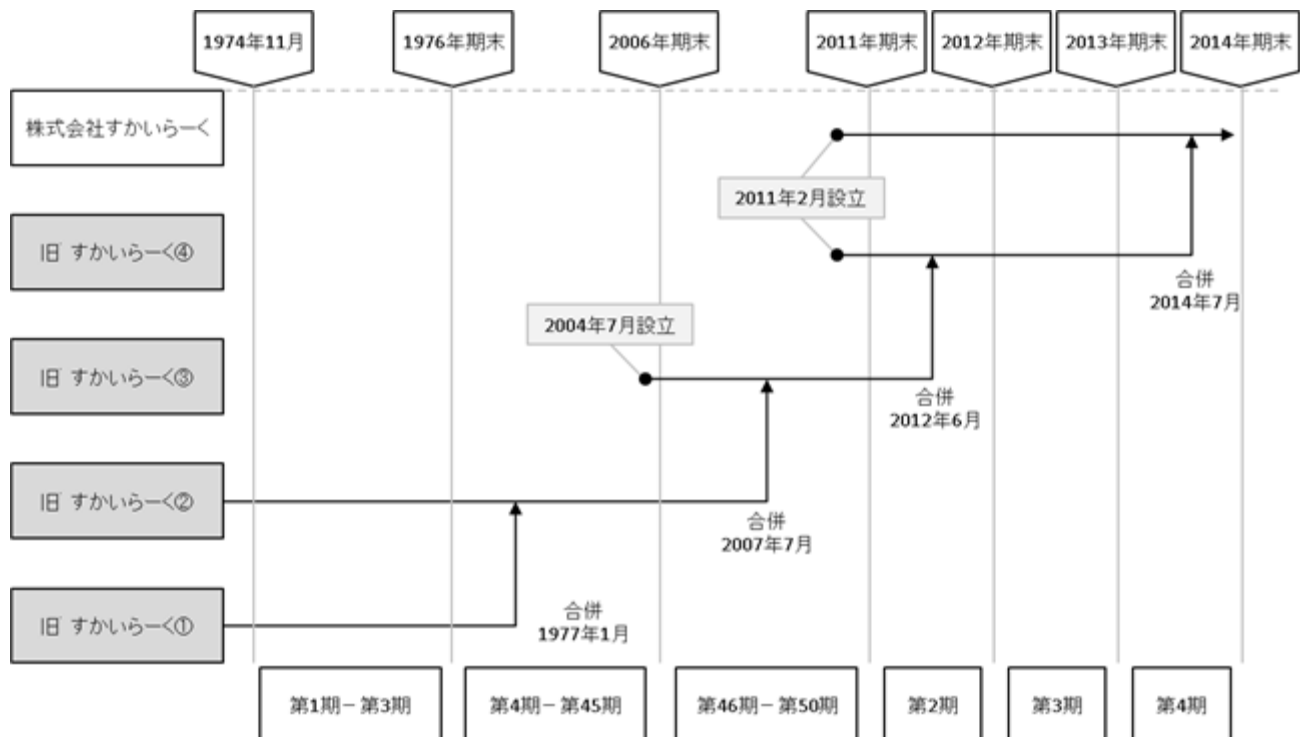 1974年11月
1976年期末
2006年期末
2011年期末
2012年期末
2013年期末
2014年期末
株式会社すかいらーく
2011年2月設立
旧 すかいらーく④
合併
2014年7月
2004年7月設立
旧 すかいらーく③
合併
2012年6月
旧 すかいらーく②
合併
2007年7月
旧 すかいらーく①
合併
1977年1月
第1期－第3期
第4期－第45期
第46期－第50期
第2期
第3期
第4期